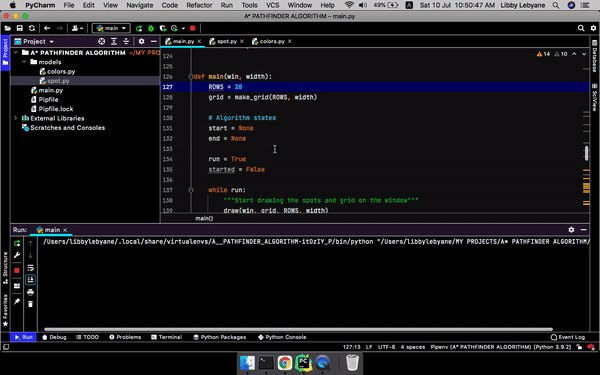 PyCharm File Edit View Navigate Code Refactor Run Tools VCS Window Help 49% Sat 10 Jul 10:50:47 AM Libby Lebyane
A* PATHFINDER ALGORITHM – main.py
main Git:
Project
main.py spot.py colors.py
A* PATHFINDER ALGORITHM ~/MY PRO
models
colors.py
spot.py
main.py
Pipfile
Pipfile.lock
External Libraries
Scratches and Consoles
14 10
124
def main(win, width):
127 ROWS = 20
128 grid = make_grid(ROWS, width)
# Algorithm states
131 start = None
132 end = None
134 run = True
135 started = False
137 while run:
138 """Start drawing the spots and grid on the window"""
139 draw(win, grid, ROWS, width)
main()
Project
Structure
Favorites
Database
SciView
Run: main
/Users/libbylebyane/.local/share/virtualenvs/A__PATHFINDER_ALGORITHM-itDzIY_P/bin/python "/Users/libbylebyane/MY PROJECTS/A* PATHFINDER ALGORITHM/
Run Debug TODO Problems Terminal Python Packages Python Console Event Log
127:13 LF UTF-8 4 spaces Pipenv (A* PATHFINDER ALGORITHM) [Python 3.9.2]